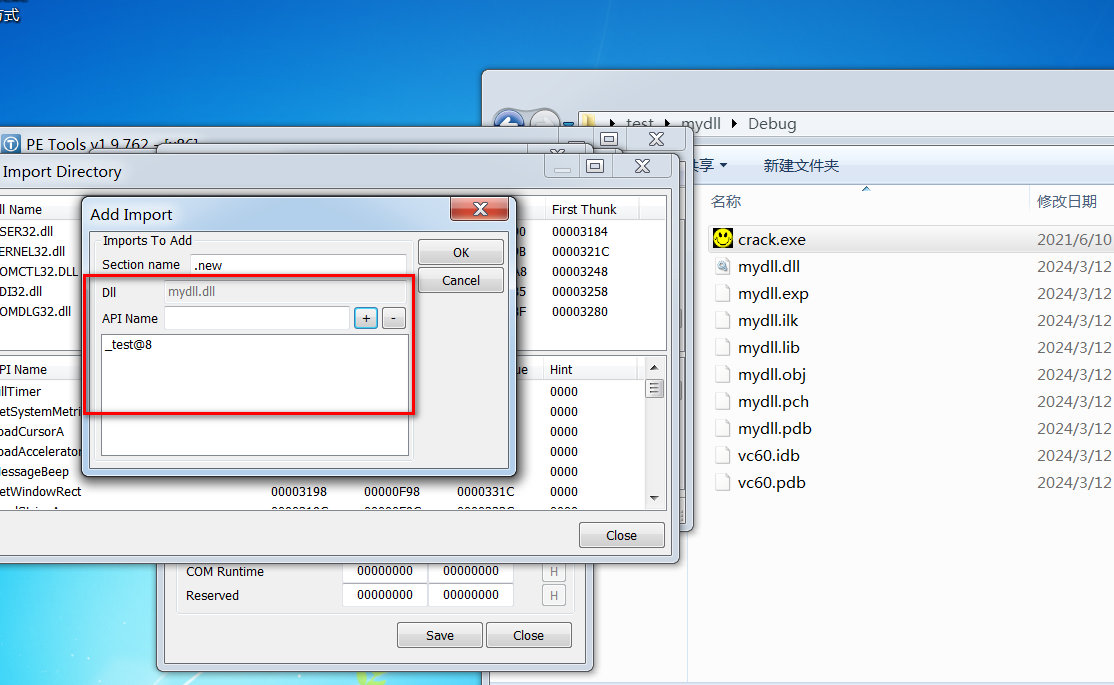 方式
test mydll Debug
PE Tools v1.9.762 - [x86]
Import Directory
共享 新建文件夹
ll Name First Thunk
SER32.dll 00003184
ERNEL32.dll 0000321C
OMCTL32.DLL 00003248
DI32.dll 00003258
OMDLG32.dll 00003280
Add Import
Imports To Add
Section name .new
OK
Cancel
Dll mydll.dll
API Name + -
_test@8
PI Name Hint
illTimer 0000
etSystemMetri 0000
oadCursorA 0000
oadAccelerator 0000
MessageBeep 0000
etWindowRect 00003198 00000F98 0000331C 0000
Close
COM Runtime 00000000 00000000 H
Reserved 00000000 00000000 H
Save Close
名称 修改日期
crack.exe 2021/6/10
mydll.dll 2024/3/12
mydll.exp 2024/3/12
mydll.ilk 2024/3/12
mydll.lib 2024/3/12
mydll.obj 2024/3/12
mydll.pch 2024/3/12
mydll.pdb 2024/3/12
vc60.idb 2024/3/12
vc60.pdb 2024/3/12